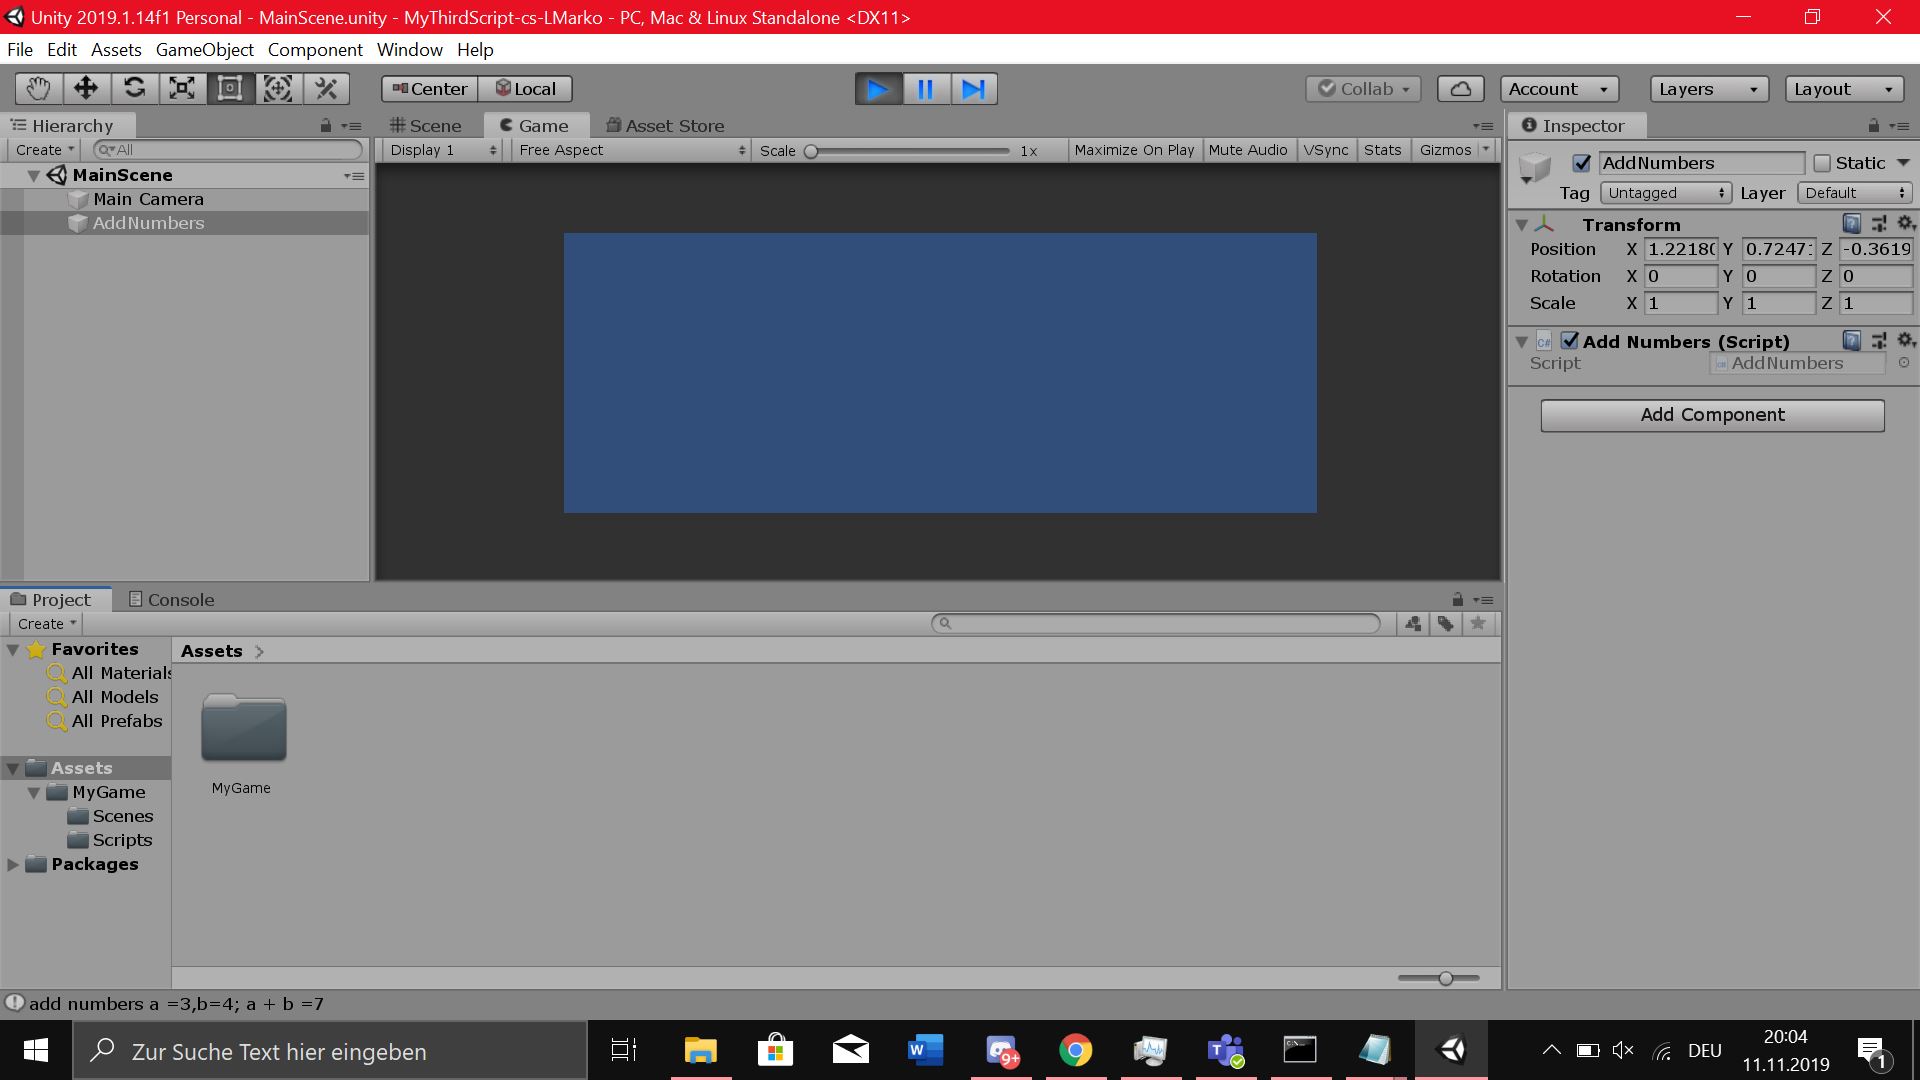 Unity 2019.1.14f1 Personal - MainScene.unity - MyThirdScript-cs-LMarko - PC, Mac & Linux Standalone <DX11>
File Edit Assets GameObject Component Window Help
Center Local Collab Account Layers Layout
Hierarchy
Create All
MainScene
Main Camera
AddNumbers
Scene Game Asset Store
Display 1 Free Aspect Scale 1x Maximize On Play Mute Audio VSync Stats Gizmos
Inspector
AddNumbers Static
Tag Untagged Layer Default
Transform
Position X 1.2218( Y 0.7247 Z -0.3619
Rotation X 0 Y 0 Z 0
Scale X 1 Y 1 Z 1
C# Add Numbers (Script)
Script AddNumbers
Add Component
Project Console
Create
Favorites
All Materials
All Models
All Prefabs
Assets
MyGame
Scenes
Scripts
Packages
Assets
MyGame
add numbers a =3,b=4; a + b =7
Zur Suche Text hier eingeben
W
9+
T
DEU
20:04
11.11.2019
1